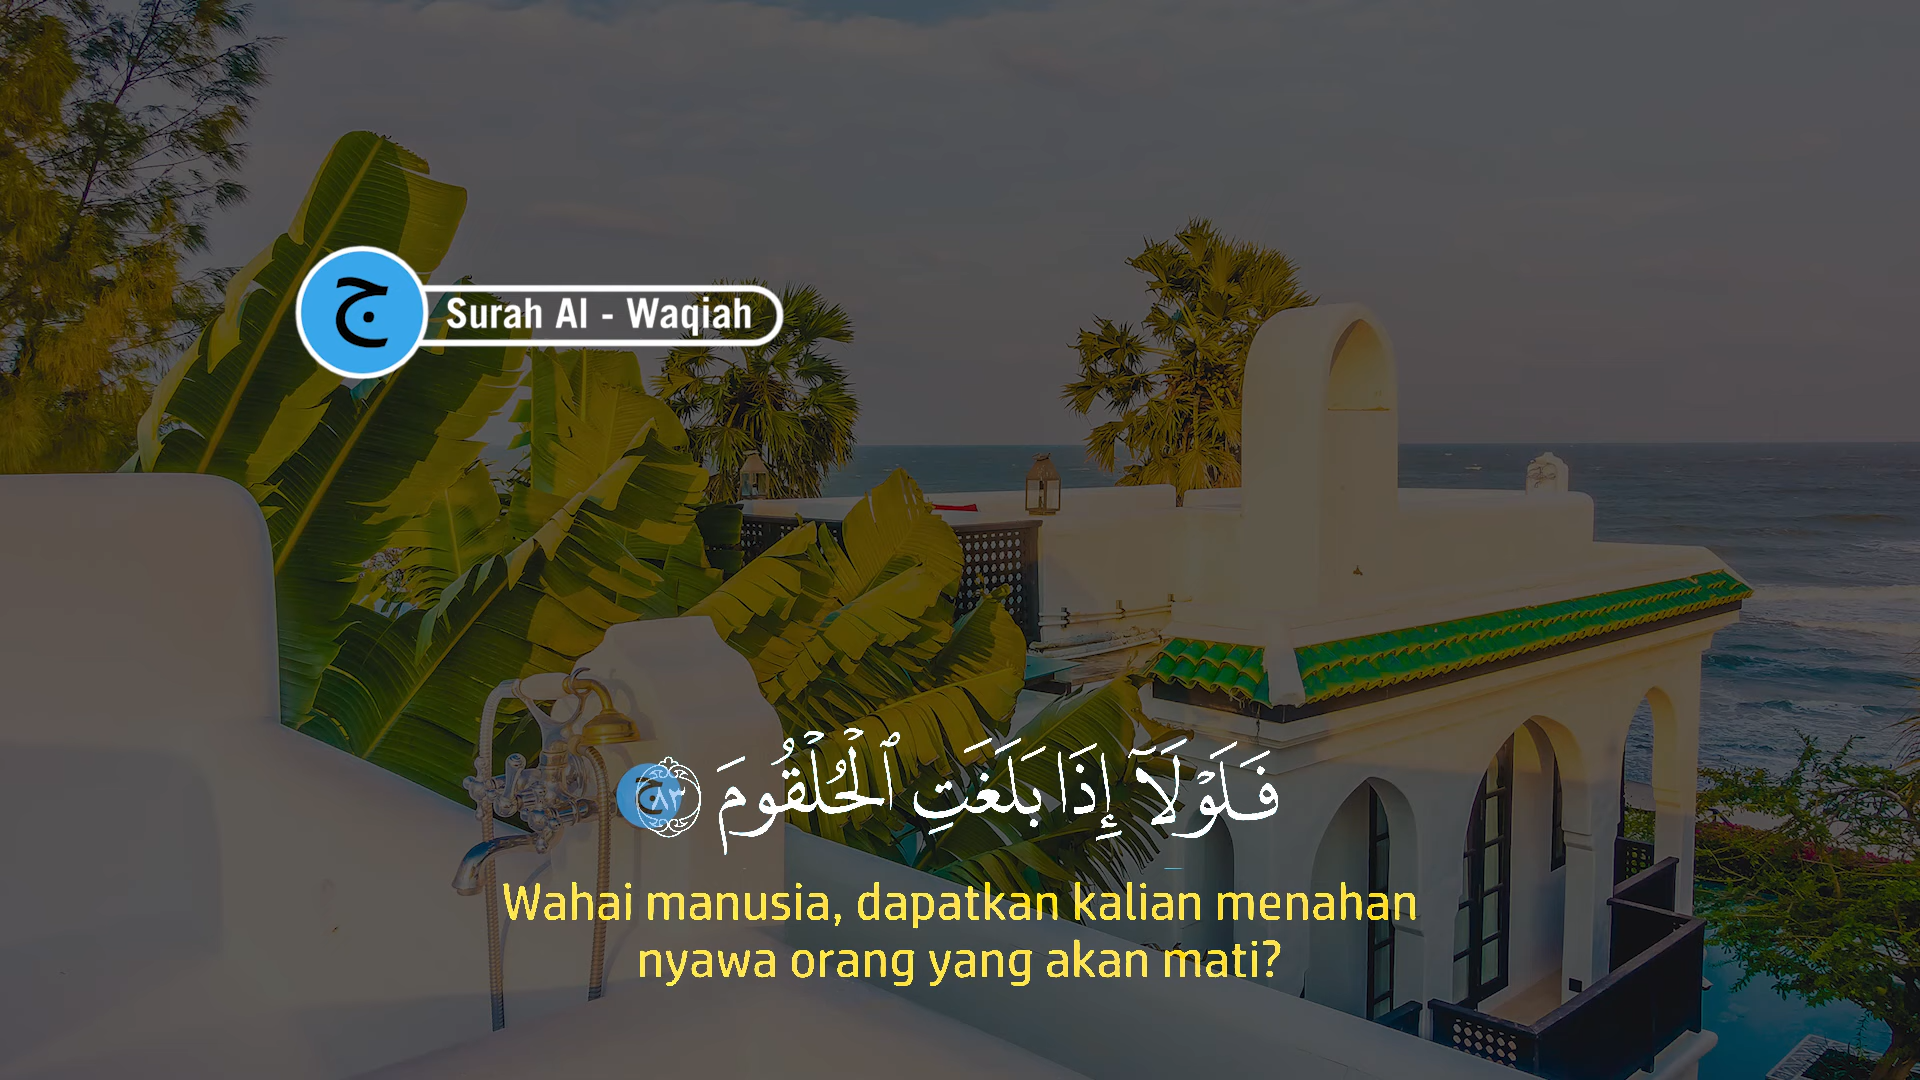 ج
Surah Al - Waqiah
فَلَوْلَآ إِذَا بَلَغَتِ ٱلْحُلْقُومَ ٨٣
ج
Wahai manusia, dapatkan kalian menahan
nyawa orang yang akan mati?